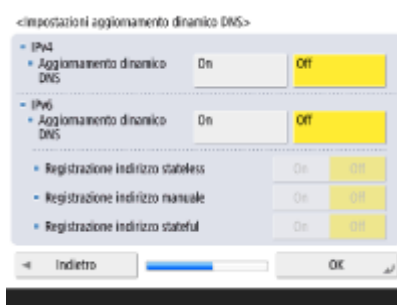 <Impostazioni aggiornamento dinamico DNS>
IPv4
Aggiornamento dinamico On Off
DNS
IPv6
Aggiornamento dinamico On Off
DNS
Registrazione indirizzo stateless On Off
Registrazione indirizzo manuale On Off
Registrazione indirizzo stateful On Off
Indietro OK